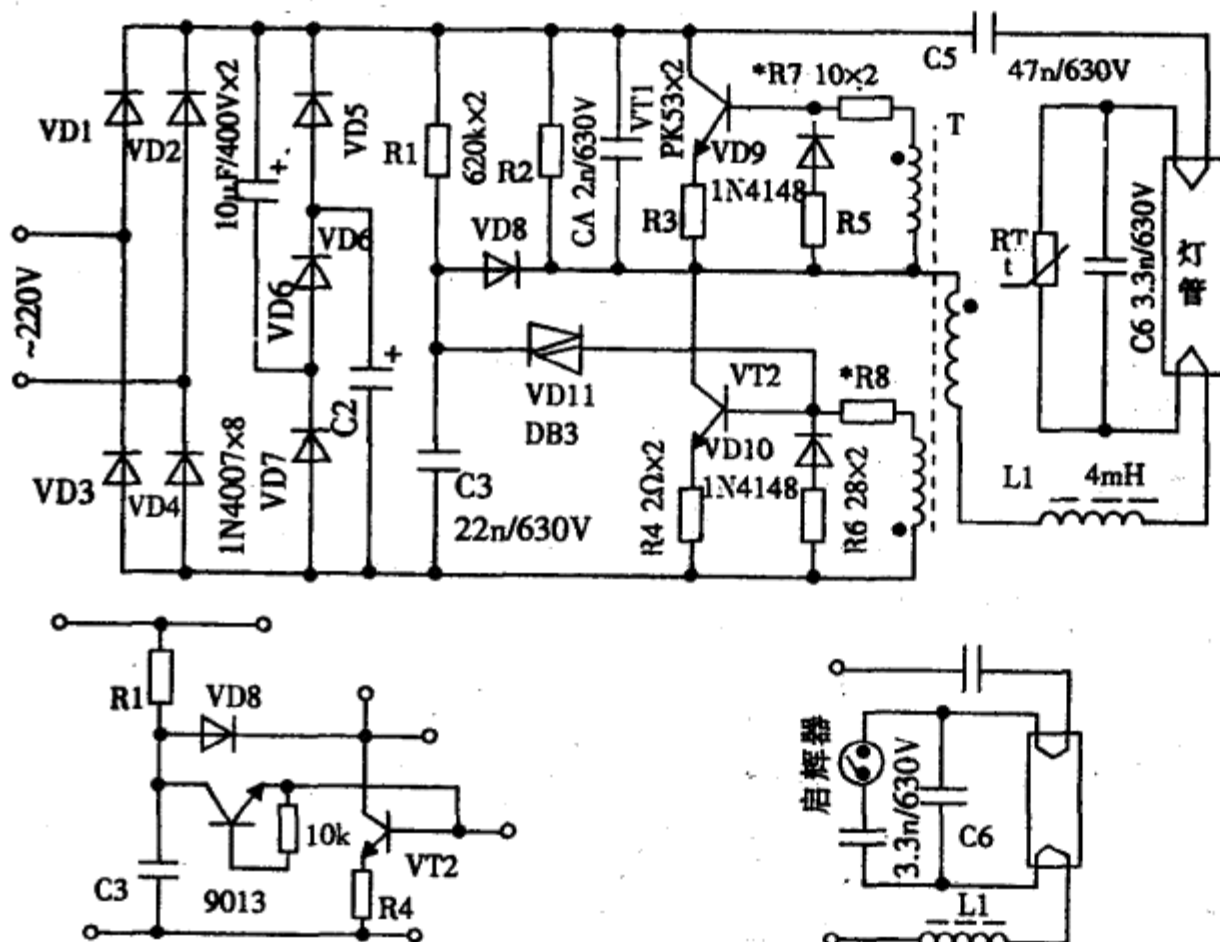 C5
47n/630V
*R7 10×2
VD1
VD2
10μF/400V×2
+
VD5
R1
620k×2
R2
CA 2n/630V
VT1
PK53×2
VD9
1N4148
R3
R5
T
~220V
VD6
VD6
VD8
RT
t
C6 3.3n/630V
灯管
VD11
DB3
C2
+
VT2
*R8
VD3
VD4
1N4007×8
VD7
C3
22n/630V
VD10
1N4148
R4 2Ω×2
R6 28×2
L1
4mH
R1
VD8
10k
VT2
C3
9013
R4
启辉器
3.3n/630V
C6
L1